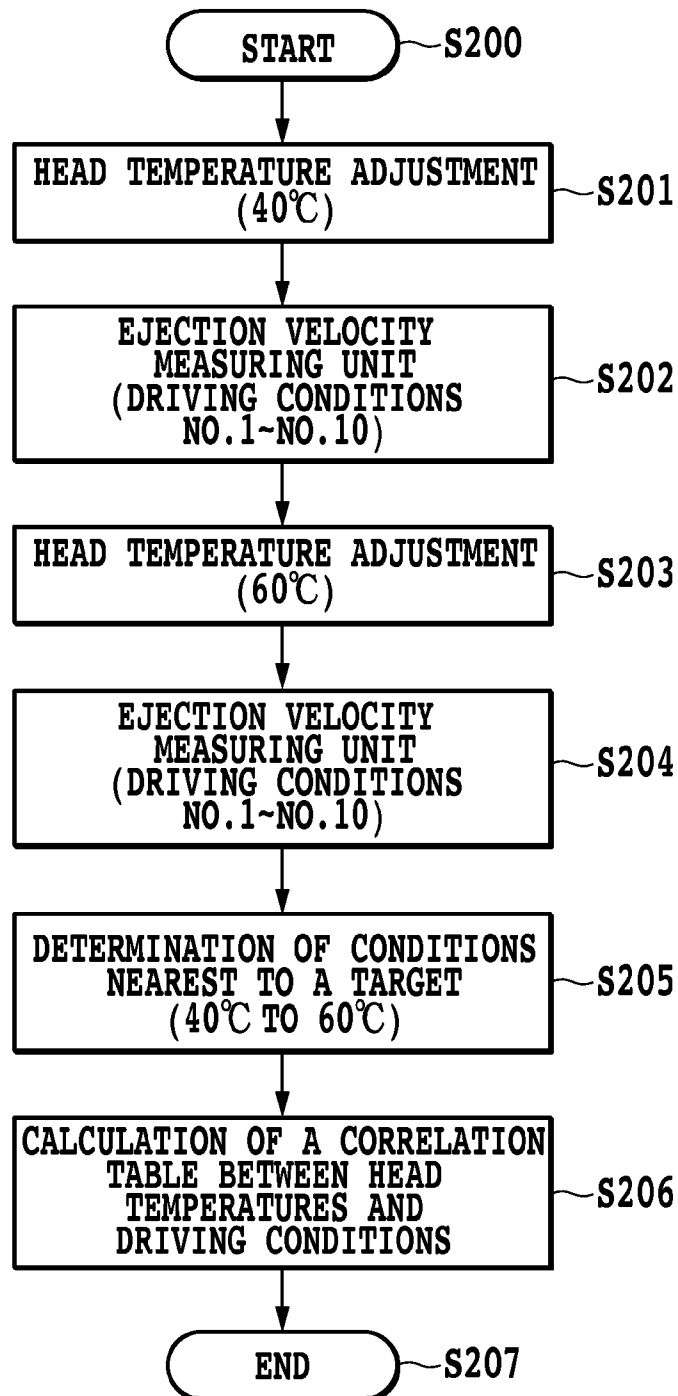 START
S200
HEAD TEMPERATURE ADJUSTMENT
(40℃)
S201
EJECTION VELOCITY
MEASURING UNIT
(DRIVING CONDITIONS
NO.1~NO.10)
S202
HEAD TEMPERATURE ADJUSTMENT
(60℃)
S203
EJECTION VELOCITY
MEASURING UNIT
(DRIVING CONDITIONS
NO.1~NO.10)
S204
DETERMINATION OF CONDITIONS
NEAREST TO A TARGET
(40℃ TO 60℃)
S205
CALCULATION OF A CORRELATION
TABLE BETWEEN HEAD
TEMPERATURES AND
DRIVING CONDITIONS
S206
END
S207